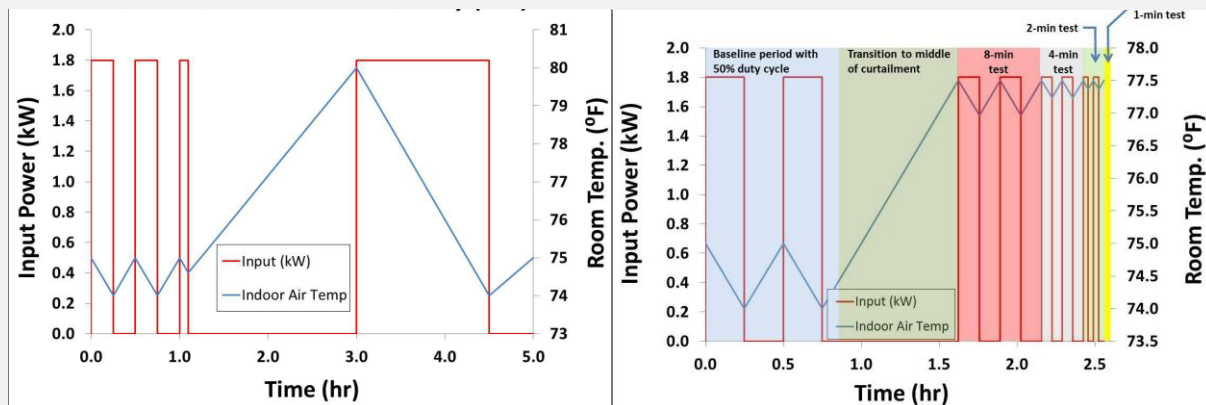 2.0
1.8
1.6
1.4
1.2
1.0
0.8
0.6
0.4
0.2
0.0
Input Power (kW)
81
80
79
78
77
76
75
74
73
Room Temp. (⁰F)
Input (kW)
Indoor Air Temp
0.0 1.0 2.0 3.0 4.0 5.0
Time (hr)
1-min test
2-min test
Baseline period with
50% duty cycle
Transition to middle
of curtailment
8-min
test
4-min
test
2.0
1.8
1.6
1.4
1.2
1.0
0.8
0.6
0.4
0.2
0.0
Input Power (kW)
78.0
77.5
77.0
76.5
76.0
75.5
75.0
74.5
74.0
73.5
Room Temp. (⁰F)
Input (kW)
Indoor Air Temp
0.0 0.5 1.0 1.5 2.0 2.5
Time (hr)